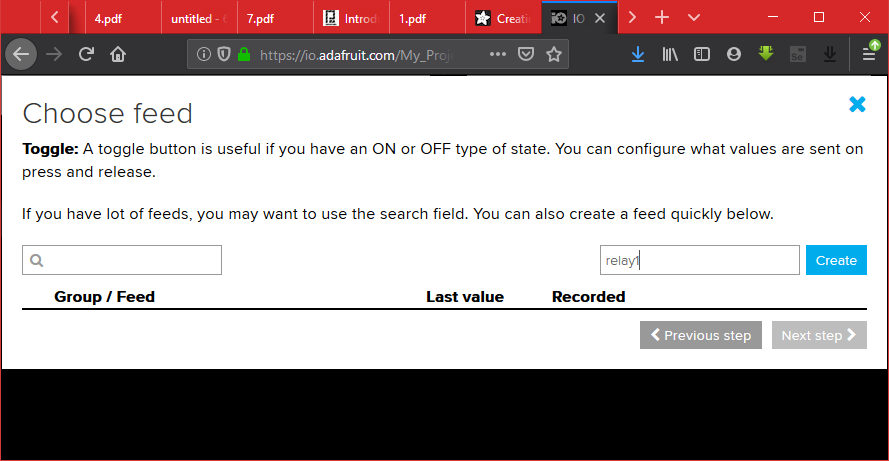 4.pdf
untitled -
7.pdf
Introd
1.pdf
Creati
IO
https://io.adafruit.com/My_Proj
Choose feed
Toggle: A toggle button is useful if you have an ON or OFF type of state. You can configure what values are sent on
press and release.
If you have lot of feeds, you may want to use the search field. You can also create a feed quickly below.
relay1
Create
Group / Feed
Last value
Recorded
Previous step
Next step